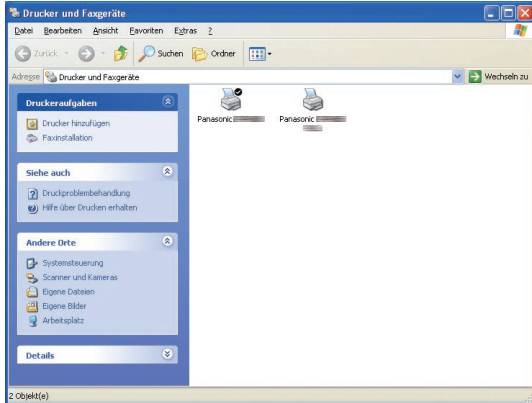 Drucker und Faxgeräte
Datei Bearbeiten Ansicht Favoriten Extras ?
Zurück Suchen Ordner
Adresse Drucker und Faxgeräte Wechseln zu
Druckeraufgaben
Drucker hinzufügen
Faxinstallation
Siehe auch
Druckproblembehandlung
Hilfe über Drucken erhalten
Andere Orte
Systemsteuerung
Scanner und Kameras
Eigene Dateien
Eigene Bilder
Arbeitsplatz
Details
Panasonic Panasonic
2 Objekt(e)